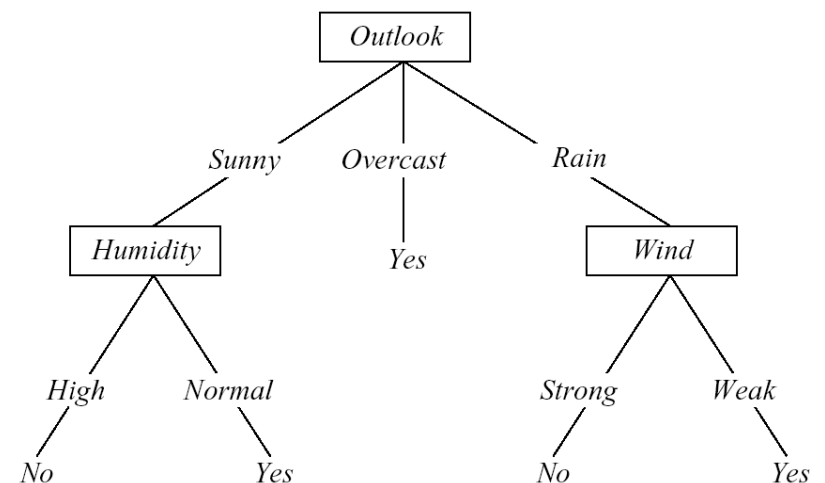 Outlook
Sunny Overcast Rain
Humidity Yes Wind
High Normal Strong Weak
No Yes No Yes